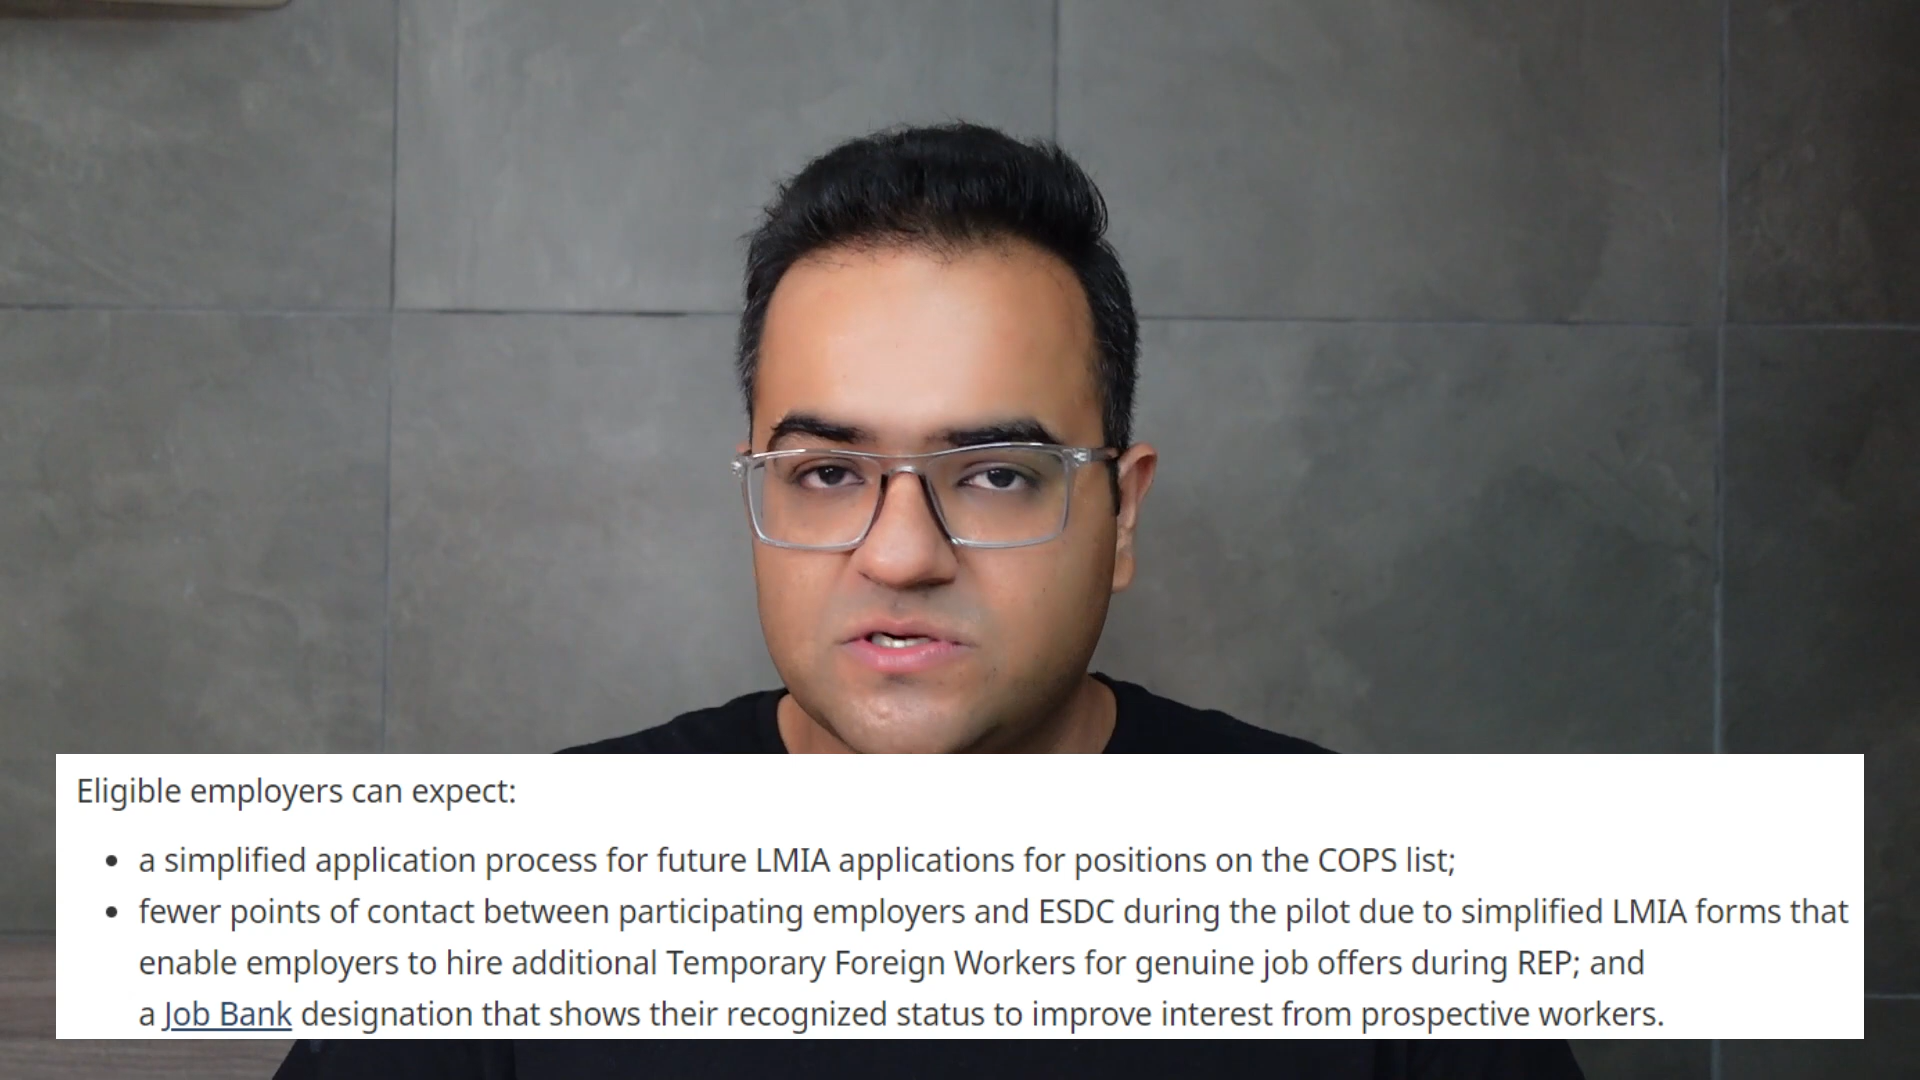 Eligible employers can expect:
• a simplified application process for future LMIA applications for positions on the COPS list;
• fewer points of contact between participating employers and ESDC during the pilot due to simplified LMIA forms that
enable employers to hire additional Temporary Foreign Workers for genuine job offers during REP; and
a Job Bank designation that shows their recognized status to improve interest from prospective workers.